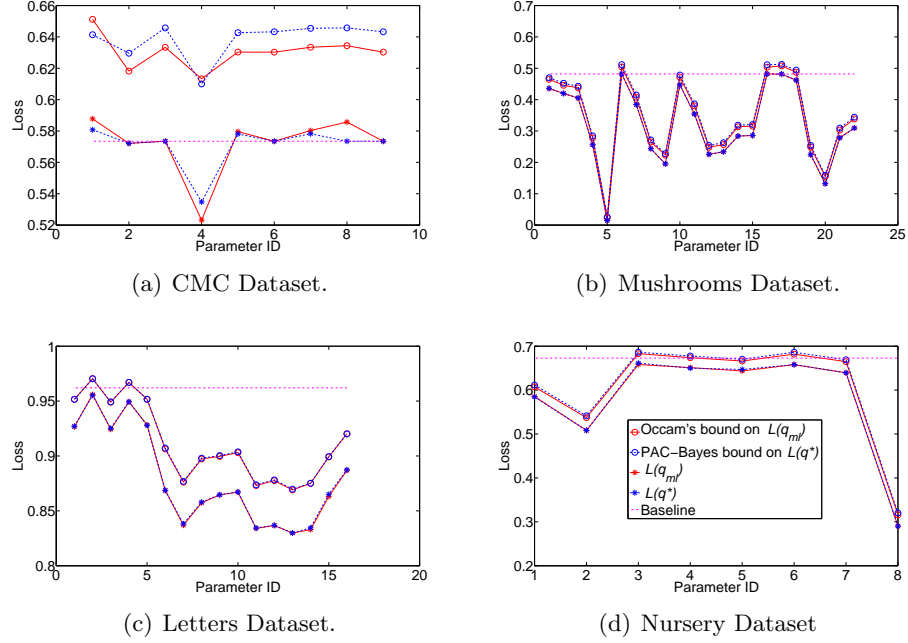 0.66
0.64
0.62
0.6
0.58
0.56
0.54
0.52
Loss
0 2 4 6 8 10
Parameter ID
(a) CMC Dataset.
0.7
0.6
0.5
0.4
0.3
0.2
0.1
0
Loss
0 5 10 15 20 25
Parameter ID
(b) Mushrooms Dataset.
1
0.95
0.9
0.85
0.8
Loss
0 5 10 15 20
Parameter ID
(c) Letters Dataset.
0.7
0.6
0.5
0.4
0.3
0.2
Loss
Occam's bound on L(q_ml)
PAC-Bayes bound on L(q*)
L(q_ml)
L(q*)
Baseline
1 2 3 4 5 6 7 8
Parameter ID
(d) Nursery Dataset